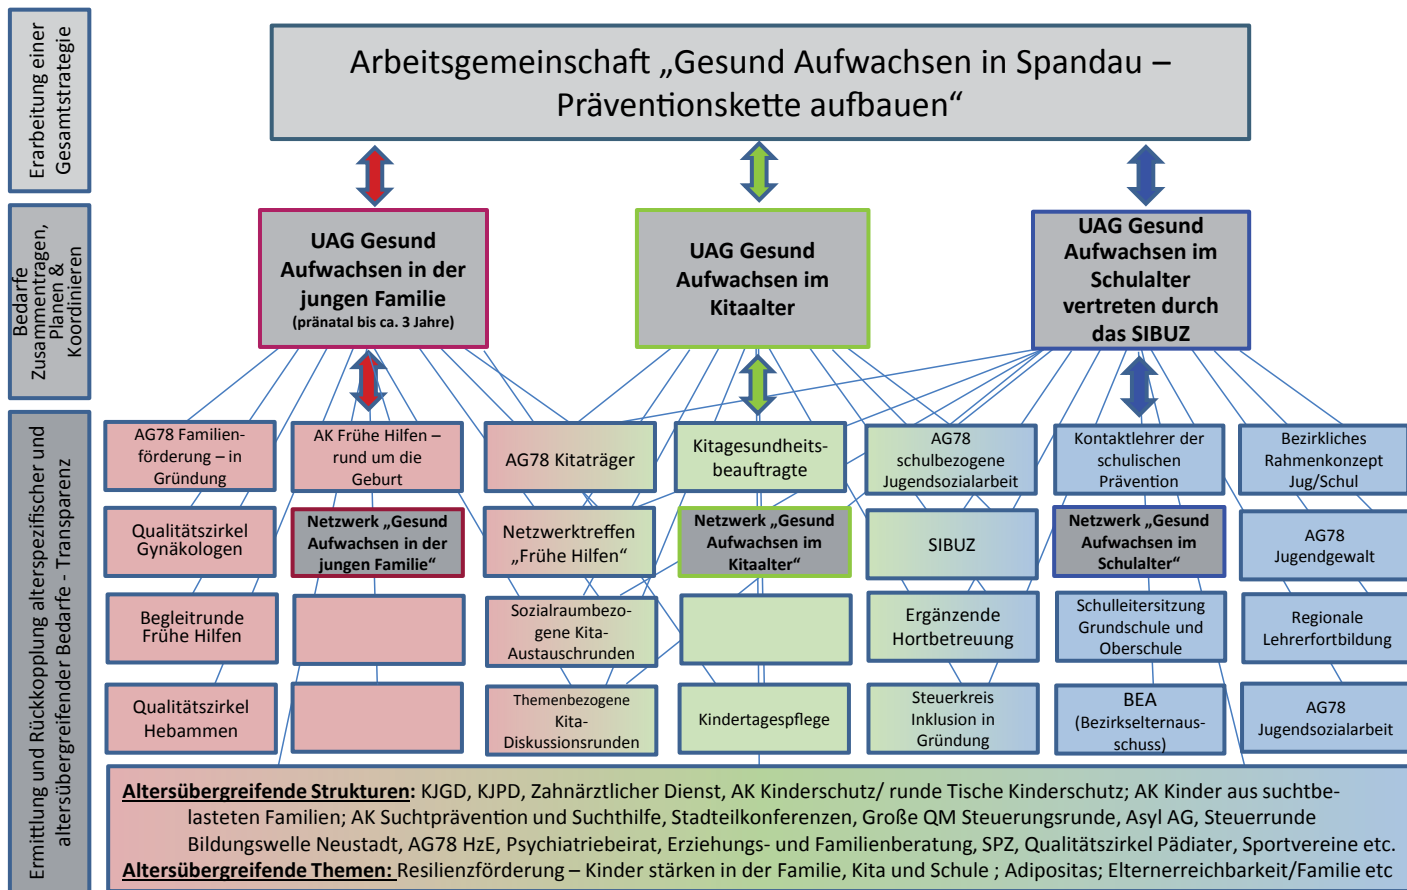 Erarbeitung einer
Gesamtstrategie
Arbeitsgemeinschaft „Gesund Aufwachsen in Spandau –
Präventionskette aufbauen“
Bedarfe
Zusammentragen,
Planen &
Koordinieren
UAG Gesund
Aufwachsen in der
jungen Familie
(pränatal bis ca. 3 Jahre)
UAG Gesund
Aufwachsen im
Kitaalter
UAG Gesund
Aufwachsen im
Schulalter
vertreten durch
das SIBUZ
Ermittlung und Rückkopplung alterspezifischer und
altersübergreifender Bedarfe - Transparenz
AG78 Familien-
förderung – in
Gründung
AK Frühe Hilfen –
rund um die
Geburt
AG78 Kitaträger
Kitagesundheits-
beauftragte
AG78
schulbezogene
Jugendsozialarbeit
Kontaktlehrer der
schulischen
Prävention
Bezirkliches
Rahmenkonzept
Jug/Schul
Qualitätszirkel
Gynäkologen
Netzwerk „Gesund
Aufwachsen in der
jungen Familie“
Netzwerktreffen
„Frühe Hilfen“
Netzwerk „Gesund
Aufwachsen im
Kitaalter“
SIBUZ
Netzwerk „Gesund
Aufwachsen im
Schulalter“
AG78
Jugendgewalt
Begleitrunde
Frühe Hilfen
Sozialraumbezo-
gene Kita-
Austauschrunden
Ergänzende
Hortbetreuung
Schulleitersitzung
Grundschule und
Oberschule
Regionale
Lehrerfortbildung
Qualitätszirkel
Hebammen
Themenbezogene
Kita-
Diskussionsrunden
Kindertagespflege
Steuerkreis
Inklusion in
Gründung
BEA
(Bezirkselternaus-
schuss)
AG78
Jugendsozialarbeit
Altersübergreifende Strukturen: KJGD, KJPD, Zahnärztlicher Dienst, AK Kinderschutz/ runde Tische Kinderschutz; AK Kinder aus suchtbe-
lasteten Familien; AK Suchtprävention und Suchthilfe, Stadteilkonferenzen, Große QM Steuerungsrunde, Asyl AG, Steuerrunde
Bildungswelle Neustadt, AG78 HzE, Psychiatriebeirat, Erziehungs- und Familienberatung, SPZ, Qualitätszirkel Pädiater, Sportvereine etc.
Altersübergreifende Themen: Resilienzförderung – Kinder stärken in der Familie, Kita und Schule ; Adipositas; Elternerreichbarkeit/Familie etc